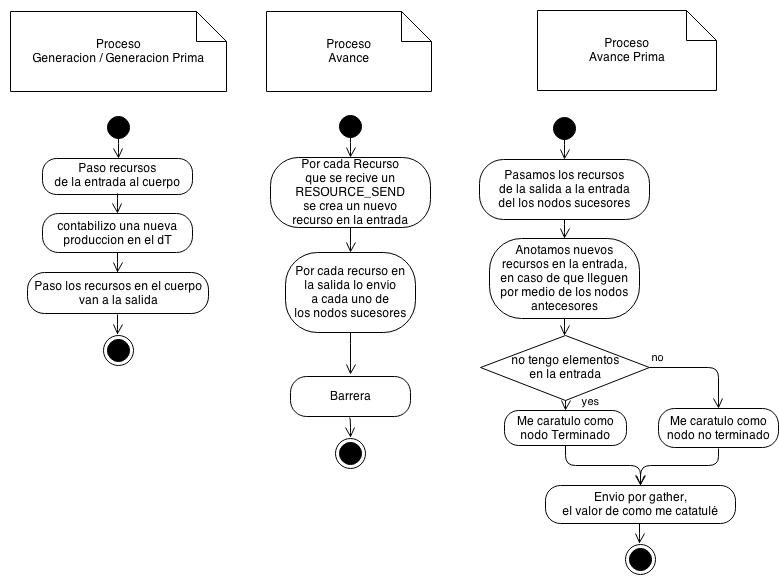 Proceso
Generacion / Generacion Prima
Paso recursos
de la entrada al cuerpo
contabilizo una nueva
produccion en el dT
Paso los recursos en el cuerpo
van a la salida
Proceso
Avance
Por cada Recurso
que se recive un
RESOURCE_SEND
se crea un nuevo
recurso en la entrada
Por cada recurso en
la salida lo envio
a cada uno de
los nodos sucesores
Barrera
Proceso
Avance Prima
Pasamos los recursos
de la salida a la entrada
del los nodos sucesores
Anotamos nuevos
recursos en la entrada,
en caso de que lleguen
por medio de los nodos
antecesores
no tengo elementos
en la entrada
no
yes
Me caratulo como
nodo Terminado
Me caratulo como
nodo no terminado
Envio por gather,
el valor de como me catatulé